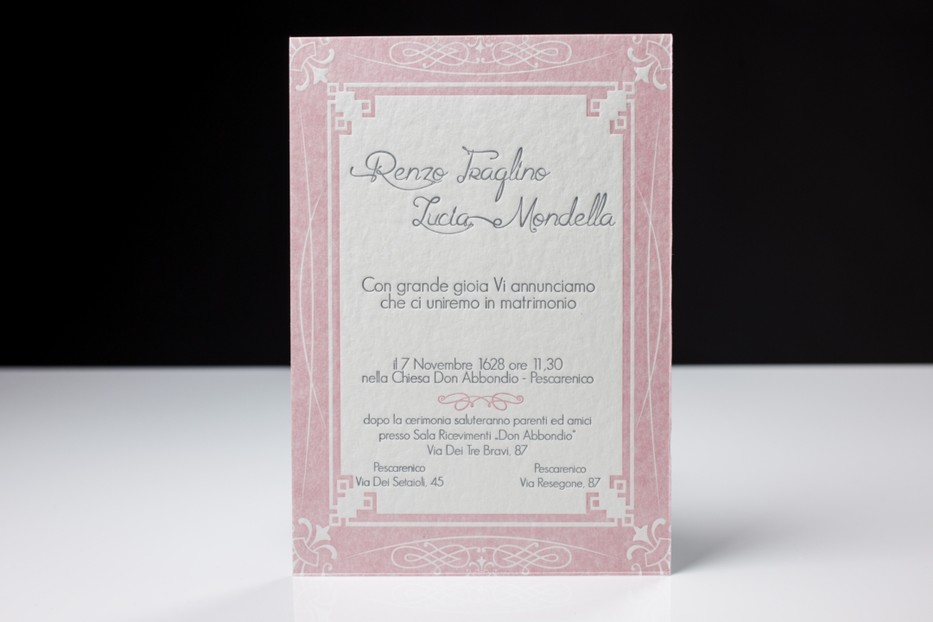 Renzo Traglino
Lucia Mondella
Con grande gioia Vi annunciamo
che ci uniremo in matrimonio
il 7 Novembre 1628 ore 11,30
nella Chiesa Don Abbondio - Pescarenico
dopo la cerimonia saluteranno parenti ed amici
presso Sala Ricevimenti „Don Abbondio"
Via Dei Tre Bravi, 87
Pescarenico
Via Dei Setaioli, 45
Pescarenico
Via Resegone, 87